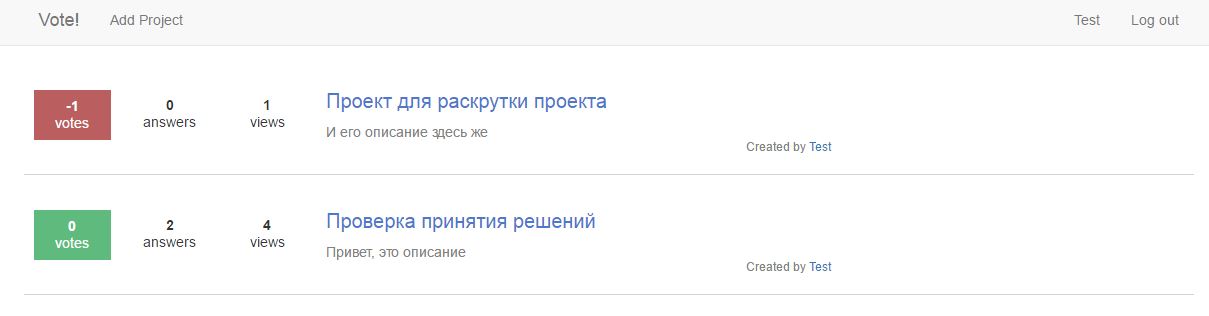 Vote! Add Project Test Log out
-1 0 1 Проект для раскрутки проекта
votes answers views
И его описание здесь же
Created by Test
0 2 4 Проверка принятия решений
votes answers views
Привет, это описание
Created by Test